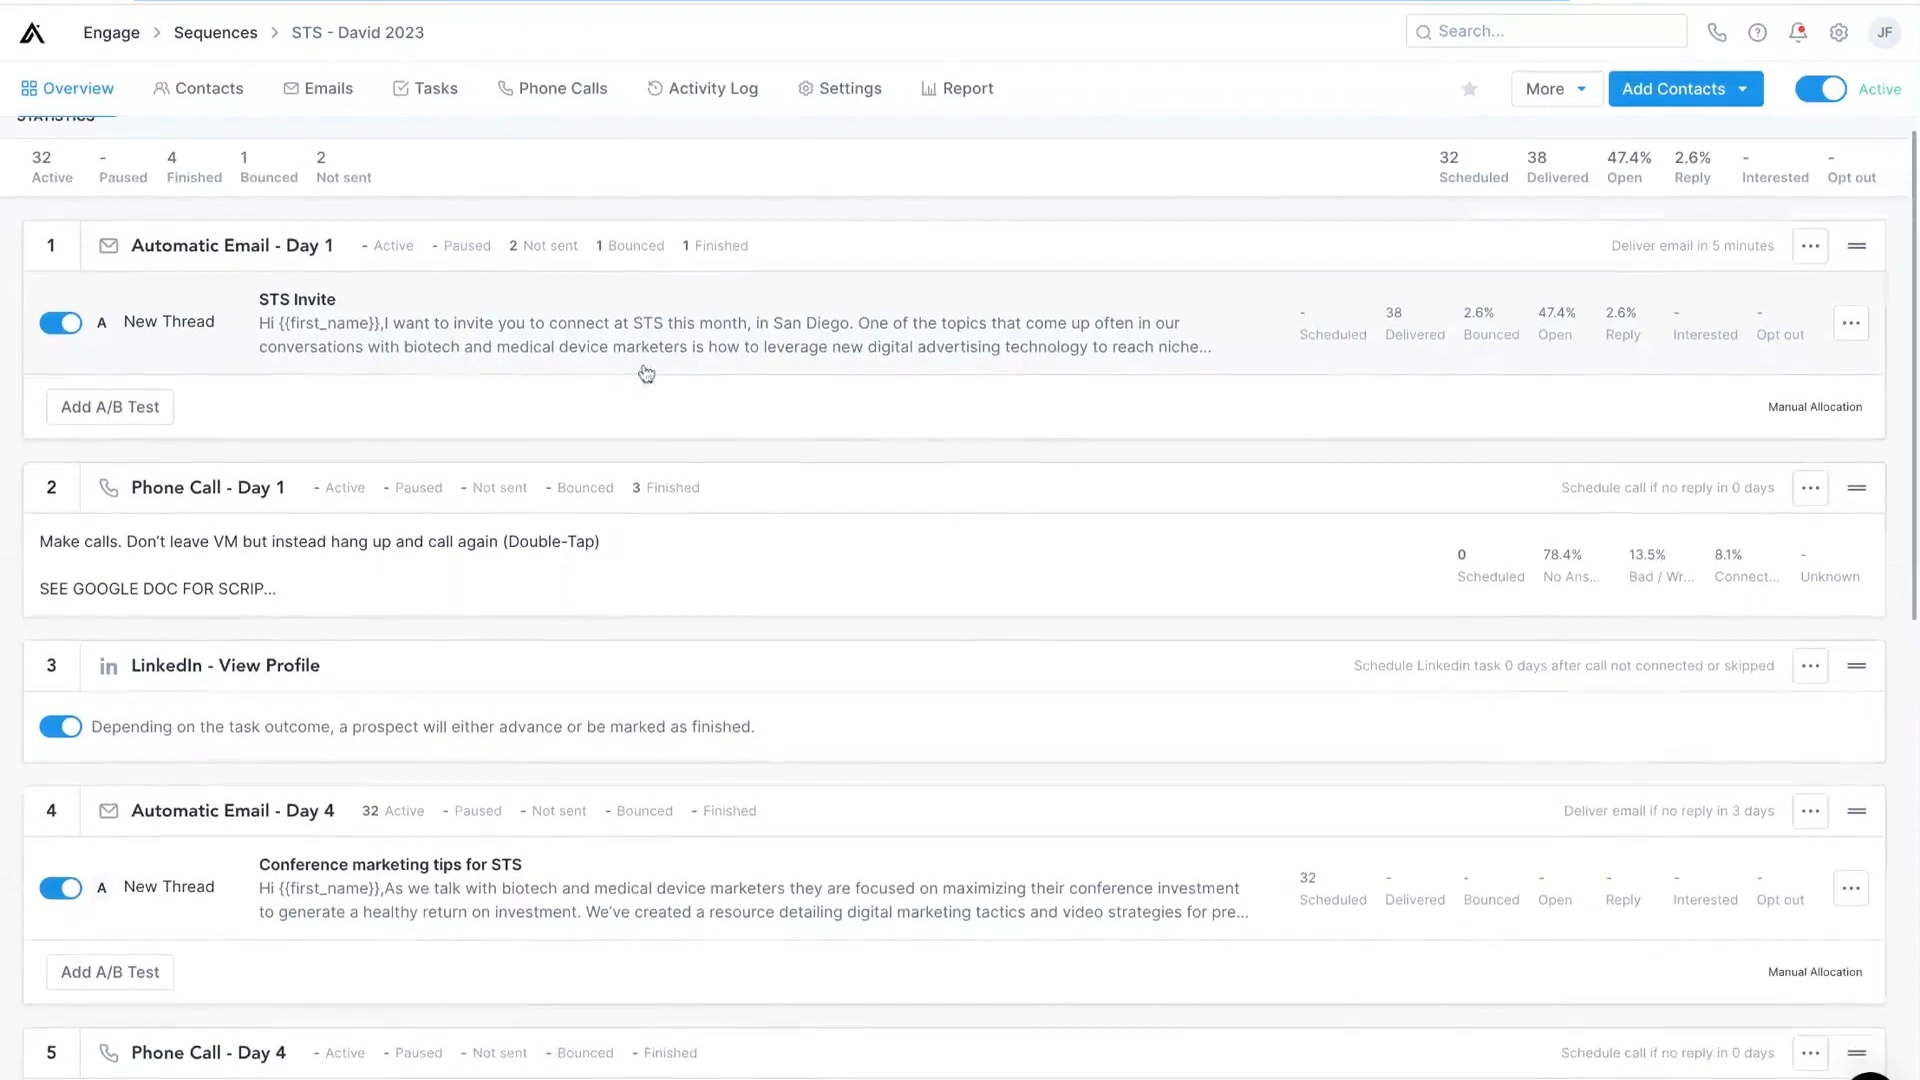 Engage > Sequences > STS - David 2023
Search...
JF
Overview Contacts Emails Tasks Phone Calls Activity Log Settings Report
More Add Contacts Active
STATISTICS
32 - 4 1 2
Active Paused Finished Bounced Not sent
32 38 47.4% 2.6% - -
Scheduled Delivered Open Reply Interested Opt out
1 Automatic Email - Day 1 - Active - Paused 2 Not sent 1 Bounced 1 Finished Deliver email in 5 minutes
STS Invite
A New Thread
Hi {{first_name}},I want to invite you to connect at STS this month, in San Diego. One of the topics that come up often in our
conversations with biotech and medical device marketers is how to leverage new digital advertising technology to reach niche...
- 38 2.6% 47.4% 2.6% - -
Scheduled Delivered Bounced Open Reply Interested Opt out
Add A/B Test Manual Allocation
2 Phone Call - Day 1 - Active - Paused - Not sent - Bounced 3 Finished Schedule call if no reply in 0 days
Make calls. Don't leave VM but instead hang up and call again (Double-Tap)
SEE GOOGLE DOC FOR SCRIP...
0 78.4% 13.5% 8.1% -
Scheduled No Ans... Bad / Wr... Connect... Unknown
3 LinkedIn - View Profile Schedule Linkedin task 0 days after call not connected or skipped
Depending on the task outcome, a prospect will either advance or be marked as finished.
4 Automatic Email - Day 4 32 Active - Paused - Not sent - Bounced - Finished Deliver email if no reply in 3 days
Conference marketing tips for STS
A New Thread
Hi {{first_name}},As we talk with biotech and medical device marketers they are focused on maximizing their conference investment
to generate a healthy return on investment. We've created a resource detailing digital marketing tactics and video strategies for pre...
32 - - - - - -
Scheduled Delivered Bounced Open Reply Interested Opt out
Add A/B Test Manual Allocation
5 Phone Call - Day 4 - Active - Paused - Not sent - Bounced - Finished Schedule call if no reply in 0 days